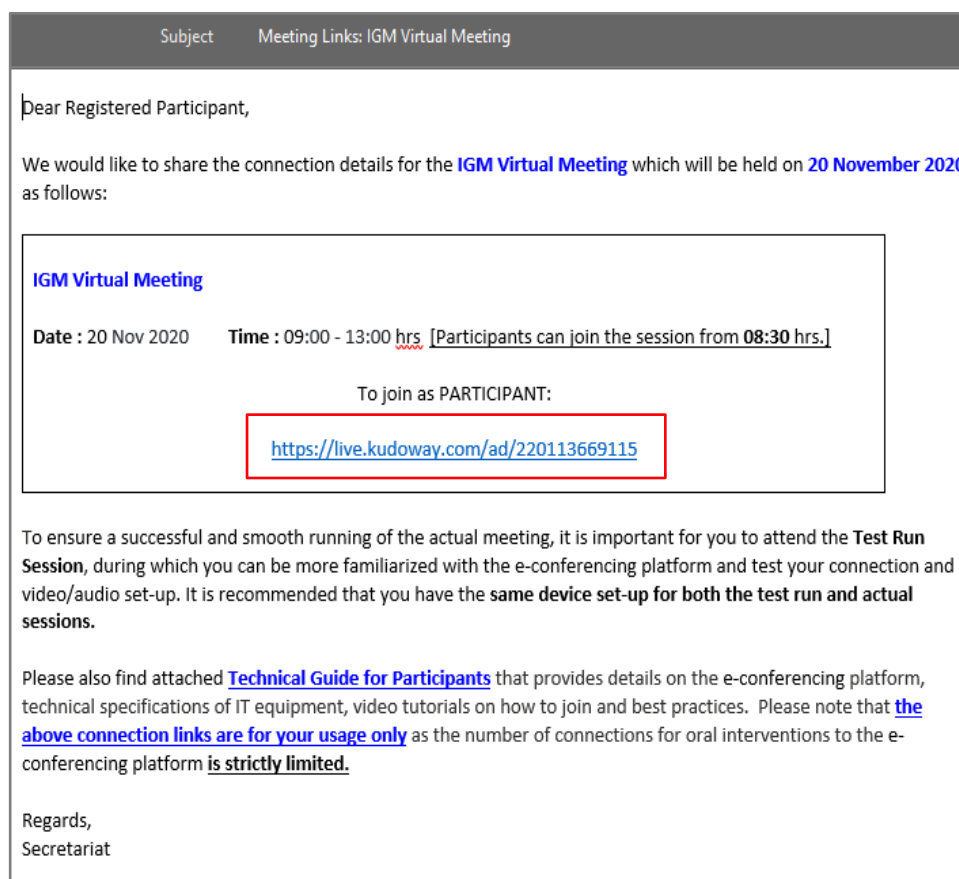 Subject Meeting Links: IGM Virtual Meeting
Dear Registered Participant,
We would like to share the connection details for the IGM Virtual Meeting which will be held on 20 November 2020
as follows:
IGM Virtual Meeting
Date : 20 Nov 2020 Time : 09:00 - 13:00 hrs [Participants can join the session from 08:30 hrs.]
To join as PARTICIPANT:
https://live.kudoway.com/ad/220113669115
To ensure a successful and smooth running of the actual meeting, it is important for you to attend the Test Run
Session, during which you can be more familiarized with the e-conferencing platform and test your connection and
video/audio set-up. It is recommended that you have the same device set-up for both the test run and actual
sessions.
Please also find attached Technical Guide for Participants that provides details on the e-conferencing platform,
technical specifications of IT equipment, video tutorials on how to join and best practices. Please note that the
above connection links are for your usage only as the number of connections for oral interventions to the e-
conferencing platform is strictly limited.
Regards,
Secretariat